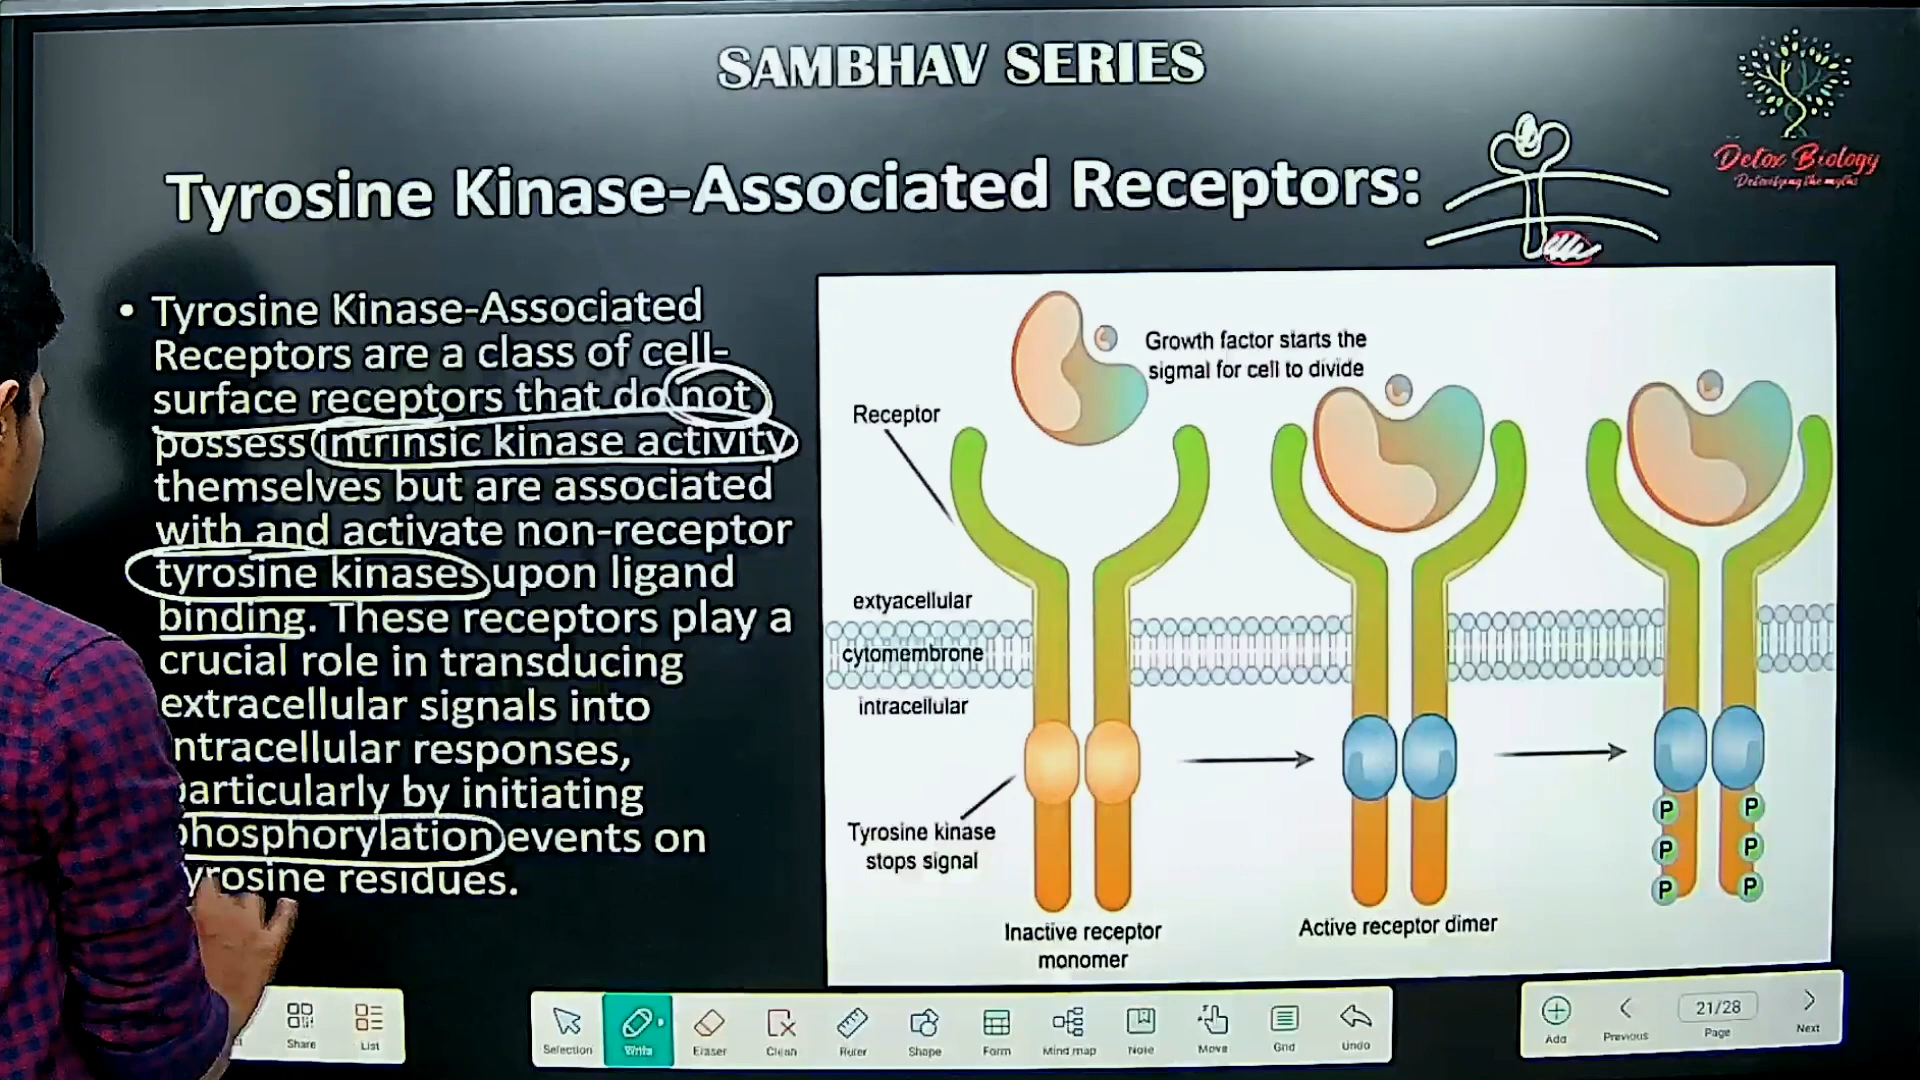 SAMBHAV SERIES
Detox Biology
Tyrosine Kinase-Associated Receptors:
• Tyrosine Kinase-Associated
Receptors are a class of cell-
surface receptors that do not
possess intrinsic kinase activity
themselves but are associated
with and activate non-receptor
tyrosine kinases upon ligand
binding. These receptors play a
crucial role in transducing
extracellular signals into
ntracellular responses,
articularly by initiating
phosphorylation events on
yrosine residues.
Growth factor starts the
sigmal for cell to divide
Receptor
extyacellular
cytomembrone
intracellular
Tyrosine kinase
stops signal
Inactive receptor
monomer
Active receptor dimer
P P
P P
P P
Share
List
Selection
Write
Eraser
Clean
Ruler
Shape
Form
Mind map
Note
Move
Grid
Undo
Add
Previous
21/28
Page
Next